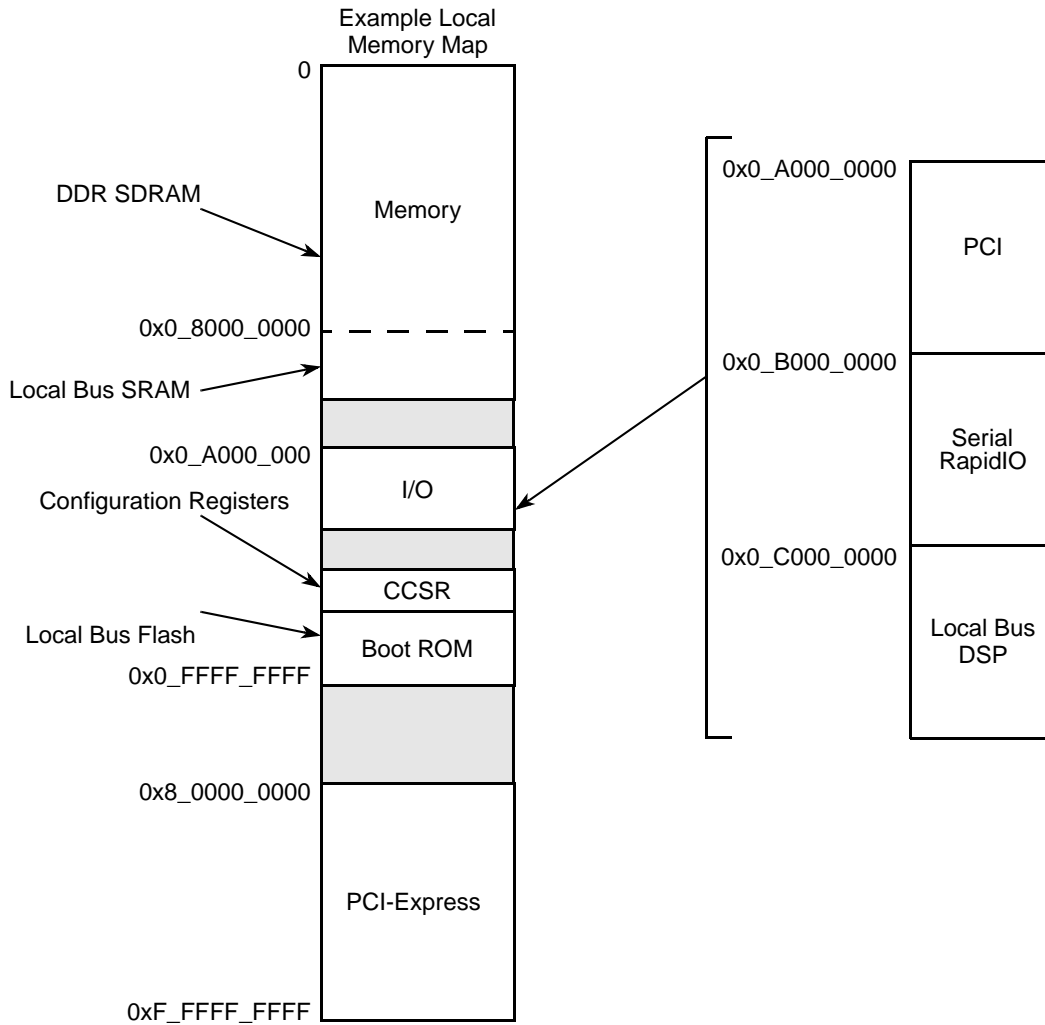 Example Local
Memory Map
0
DDR SDRAM
Memory
0x0_8000_0000
Local Bus SRAM
0x0_A000_000
I/O
Configuration Registers
CCSR
Local Bus Flash
Boot ROM
0x0_FFFF_FFFF
0x8_0000_0000
PCI-Express
0xF_FFFF_FFFF
0x0_A000_0000
PCI
0x0_B000_0000
Serial
RapidIO
0x0_C000_0000
Local Bus
DSP